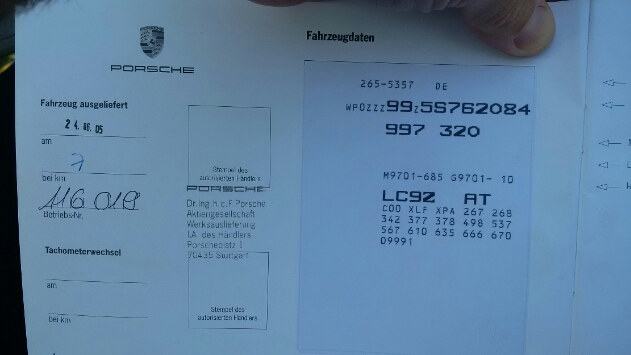 PORSCHE
Fahrzeug ausgeliefert
24.06.05
am
7
bei km
116 019
Betriebs-Nr.
Stempel des
autorisierten Händlers
PORSCHE
Dr. Ing. h.c. F. Porsche
Aktiengesellschaft
Werksauslieferung
i.A. des Händlers
Porscheplatz 1
70435 Stuttgart
Tachometerwechsel
am
bei km
Stempel des
autorisierten Händlers
Fahrzeugdaten
265-5357 DE
WPOZZZ99Z5S762084
997 320
M9701-685 G9701- 10
LC9Z AT
C00 XLF XPA 267 268
342 377 378 498 537
567 610 635 666 670
09991